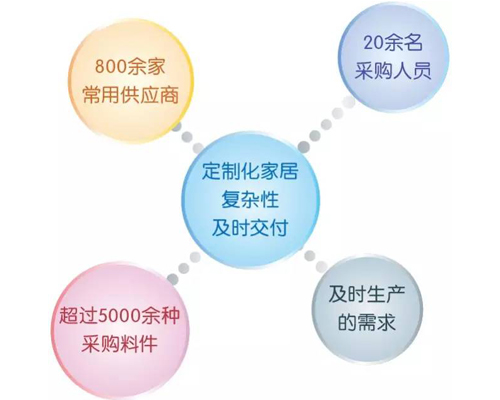 800余家
常用供应商
20余名
采购人员
定制化家居
复杂性
及时交付
超过5000余种
采购料件
及时生产
的需求